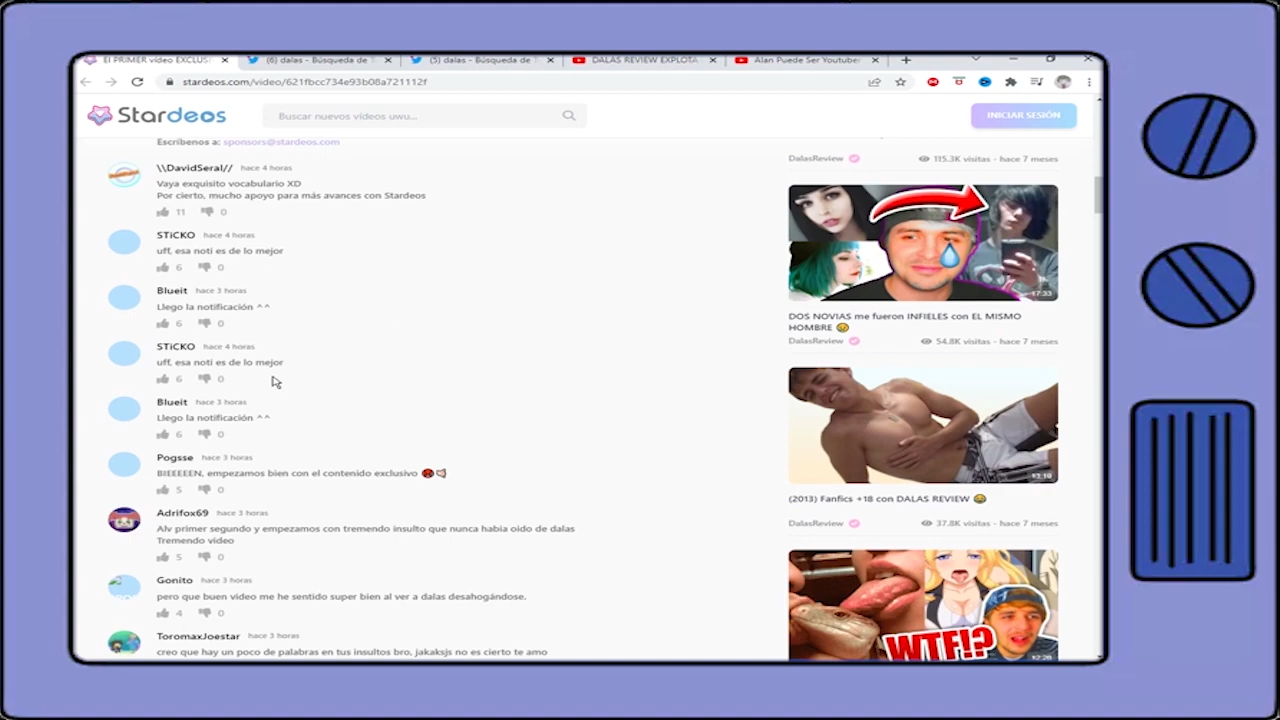 El PRIMER vídeo EXCLUS
(6) dalas - Búsqueda de T
(5) dalas - Búsqueda de T
DALAS REVIEW EXPLOTA
Alan Puede Ser Youtuber
stardeos.com/video/621fbcc734e93b08a721112f
Stardeos
Buscar nuevos vídeos uwu...
INICIAR SESIÓN
Escríbenos a: sponsors@stardeos.com
\\DavidSeral// hace 4 horas
Vaya exquisito vocabulario XD
Por cierto, mucho apoyo para más avances con Stardeos
11 0
STiCKO hace 4 horas
uff, esa noti es de lo mejor
6 0
Blueit hace 3 horas
Llego la notificación ^^
6 0
STiCKO hace 4 horas
uff, esa noti es de lo mejor
6 0
Blueit hace 3 horas
Llego la notificación ^^
6 0
Pogsse hace 3 horas
BIEEEEEN, empezamos bien con el contenido exclusivo
5 0
Adrifox69 hace 3 horas
Alv primer segundo y empezamos con tremendo insulto que nunca habia oido de dalas
Tremendo video
5 0
Gonito hace 3 horas
pero que buen video me he sentido super bien al ver a dalas desahogándose.
4 0
ToromaxJoestar hace 3 horas
creo que hay un poco de palabras en tus insultos bro, jakaksjs no es cierto te amo
DalasReview 115.3K visitas - hace 7 meses
17:33
DOS NOVIAS me fueron INFIELES con EL MISMO
HOMBRE
DalasReview 54.8K visitas - hace 7 meses
13:10
(2013) Fanfics +18 con DALAS REVIEW
DalasReview 37.8K visitas - hace 7 meses
WTF!?
12:20